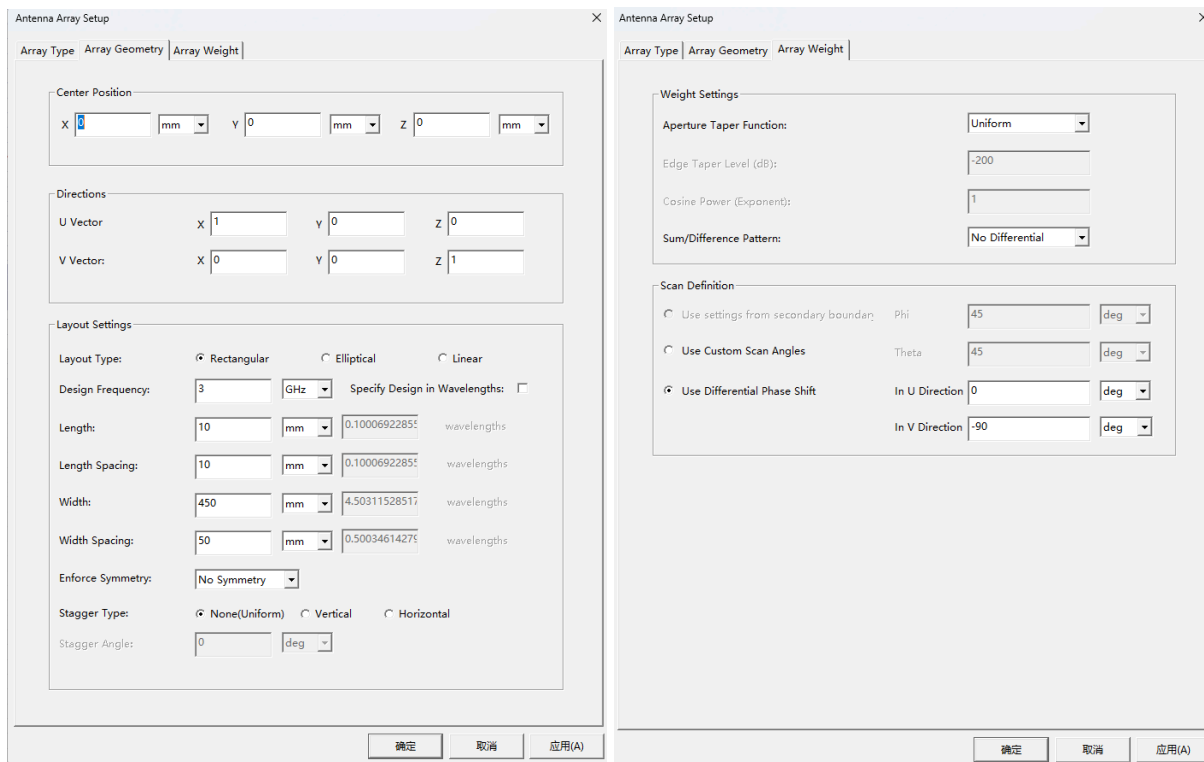 Antenna Array Setup
Array Type Array Geometry Array Weight
Center Position
X 0 mm Y 0 mm Z 0 mm
Directions
U Vector X 1 Y 0 Z 0
V Vector: X 0 Y 0 Z 1
Layout Settings
Layout Type: Rectangular Elliptical Linear
Design Frequency: 3 GHz Specify Design in Wavelengths:
Length: 10 mm 0.1000692285 wavelengths
Length Spacing: 10 mm 0.1000692285 wavelengths
Width: 450 mm 4.50311528517 wavelengths
Width Spacing: 50 mm 0.50034614279 wavelengths
Enforce Symmetry: No Symmetry
Stagger Type: None(Uniform) Vertical Horizontal
Stagger Angle: 0 deg
确定 取消 应用(A)
Antenna Array Setup
Array Type Array Geometry Array Weight
Weight Settings
Aperture Taper Function: Uniform
Edge Taper Level (dB): -200
Cosine Power (Exponent): 1
Sum/Difference Pattern: No Differential
Scan Definition
Use settings from secondary boundary Phi 45 deg
Use Custom Scan Angles Theta 45 deg
Use Differential Phase Shift In U Direction 0 deg
In V Direction -90 deg
确定 取消 应用(A)